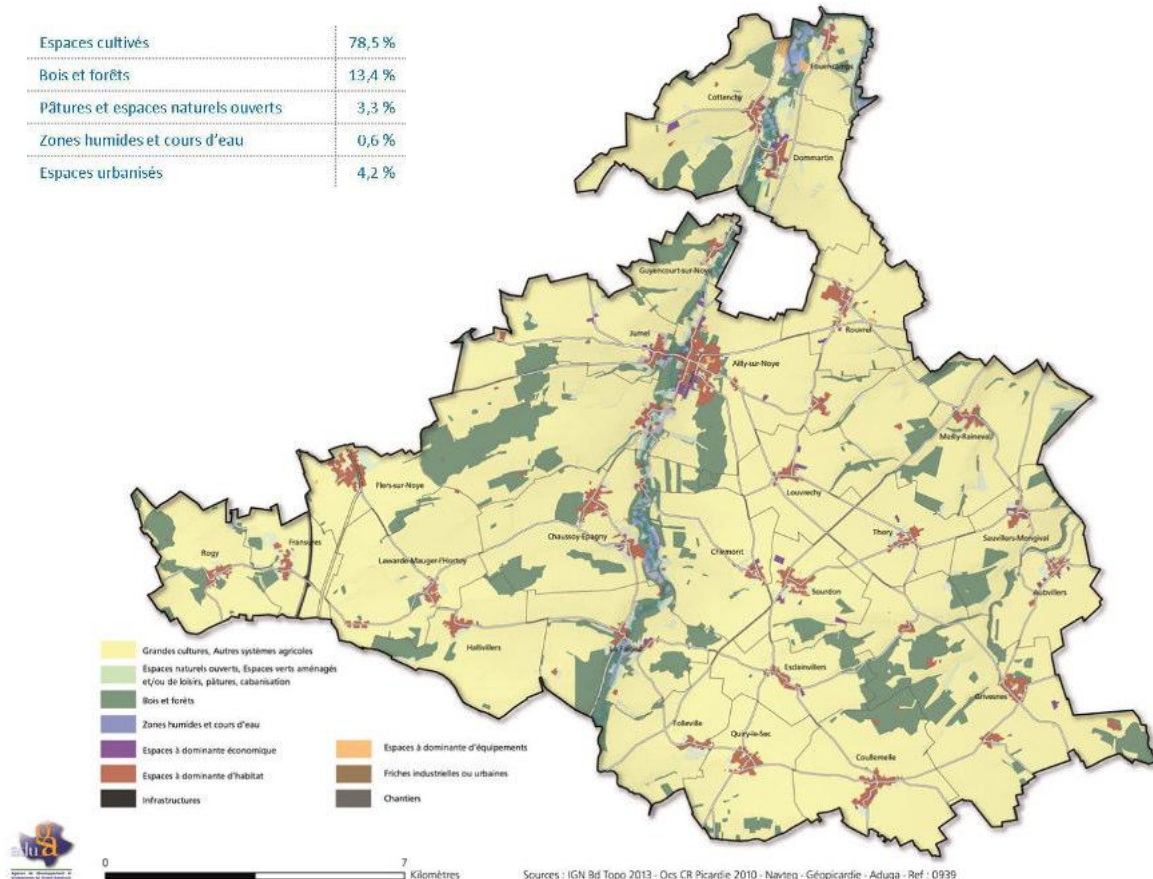 Espaces cultivés 78,5 %
Bois et forêts 13,4 %
Pâtures et espaces naturels ouverts 3,3 %
Zones humides et cours d'eau 0,6 %
Espaces urbanisés 4,2 %
Fouencamps
Cottenchy
Dommartin
Guyencourt-sur-Noye
Rouvrel
Jumel
Ailly-sur-Noye
Mailly-Raineval
Flers-sur-Noye
Louvrechy
Chaussoy-Epagny
Thory
Sauvillers-Mongival
Fransures
Rogy
Lawarde-Mauger-l'Hortoy
Chirmont
Sourdon
Aubvillers
Hallivillers
La Faloise
Esclainvillers
Grivesnes
Folleville
Quiry-le-Sec
Coullemelle
Grandes cultures, Autres systèmes agricoles
Espaces naturels ouverts, Espaces verts aménagés
et/ou de loisirs, pâtures, cabanisation
Bois et forêts
Zones humides et cours d'eau
Espaces à dominante économique
Espaces à dominante d'habitat
Infrastructures
Espaces à dominante d'équipements
Friches industrielles ou urbaines
Chantiers
aduga
0 7
Kilomètres
Sources : IGN Bd Topo 2013 - Ocs CR Picardie 2010 - Navteq - Géopicardie - Aduga - Ref : 0939